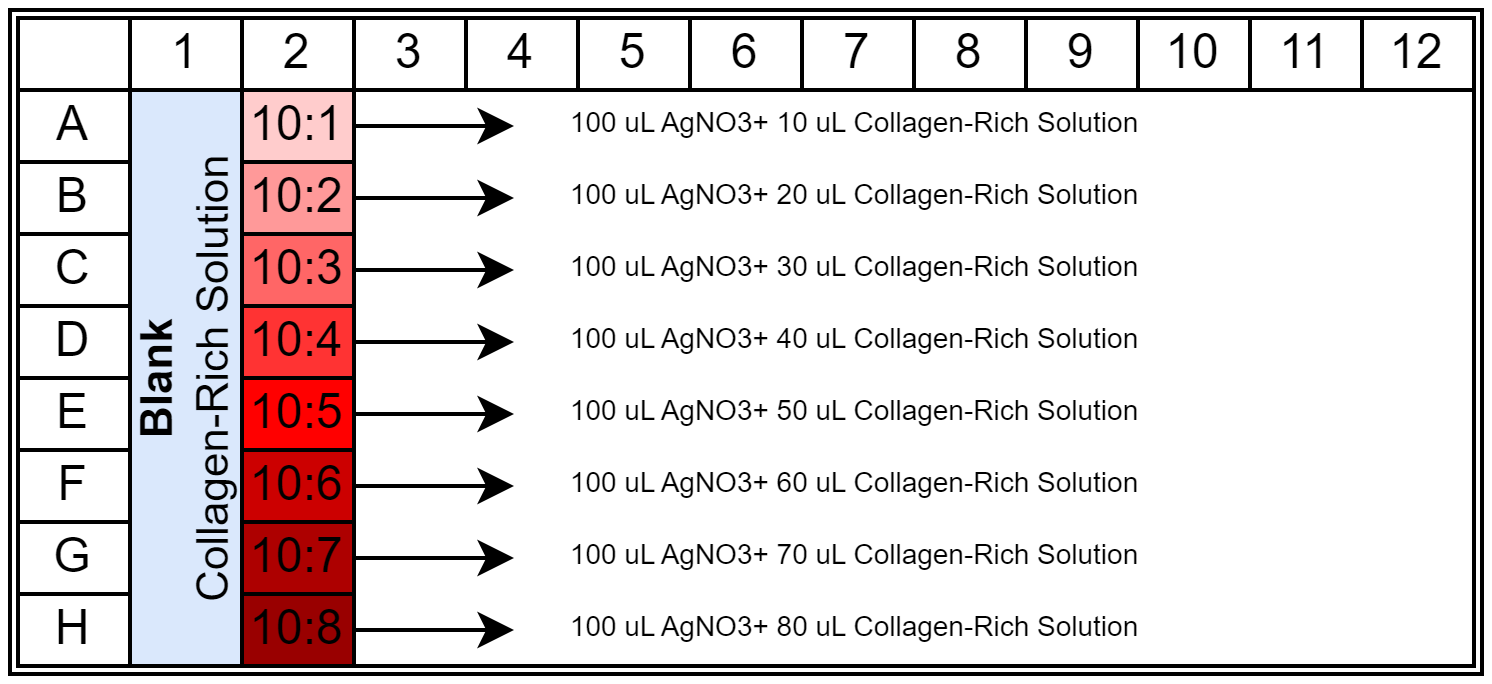 1 2 3 4 5 6 7 8 9 10 11 12
Blank
Collagen-Rich Solution
A 10:1 100 uL AgNO3+ 10 uL Collagen-Rich Solution
B 10:2 100 uL AgNO3+ 20 uL Collagen-Rich Solution
C 10:3 100 uL AgNO3+ 30 uL Collagen-Rich Solution
D 10:4 100 uL AgNO3+ 40 uL Collagen-Rich Solution
E 10:5 100 uL AgNO3+ 50 uL Collagen-Rich Solution
F 10:6 100 uL AgNO3+ 60 uL Collagen-Rich Solution
G 10:7 100 uL AgNO3+ 70 uL Collagen-Rich Solution
H 10:8 100 uL AgNO3+ 80 uL Collagen-Rich Solution